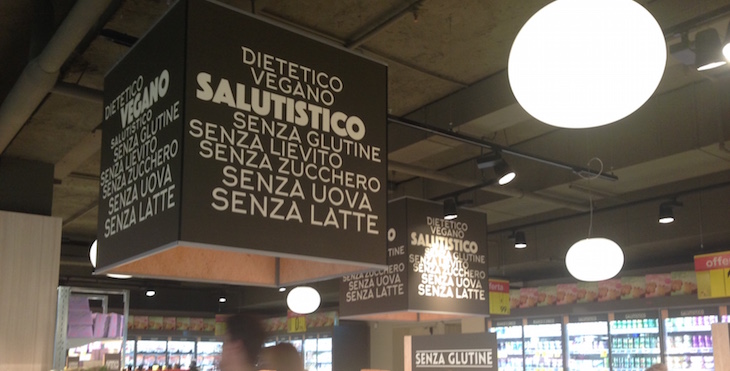 DIETETICO
VEGANO
SALUTISTICO
SENZA GLUTINE
SENZA LIEVITO
SENZA ZUCCHERO
SENZA UOVA
SENZA LATTE
DIETETICO
VEGANO
SALUTISTICO
SENZA GLUTINE
SENZA LIEVITO
SENZA ZUCCHERO
SENZA UOVA
SENZA LATTE
DIETETICO
VEGANO
SALUTISTICO
SENZA GLUTINE
SENZA LIEVITO
SENZA ZUCCHERO
SENZA UOVA
SENZA LATTE
SENZA ZUCCHERO
SENZA UOVA
SENZA LATTE
SENZA GLUTINE